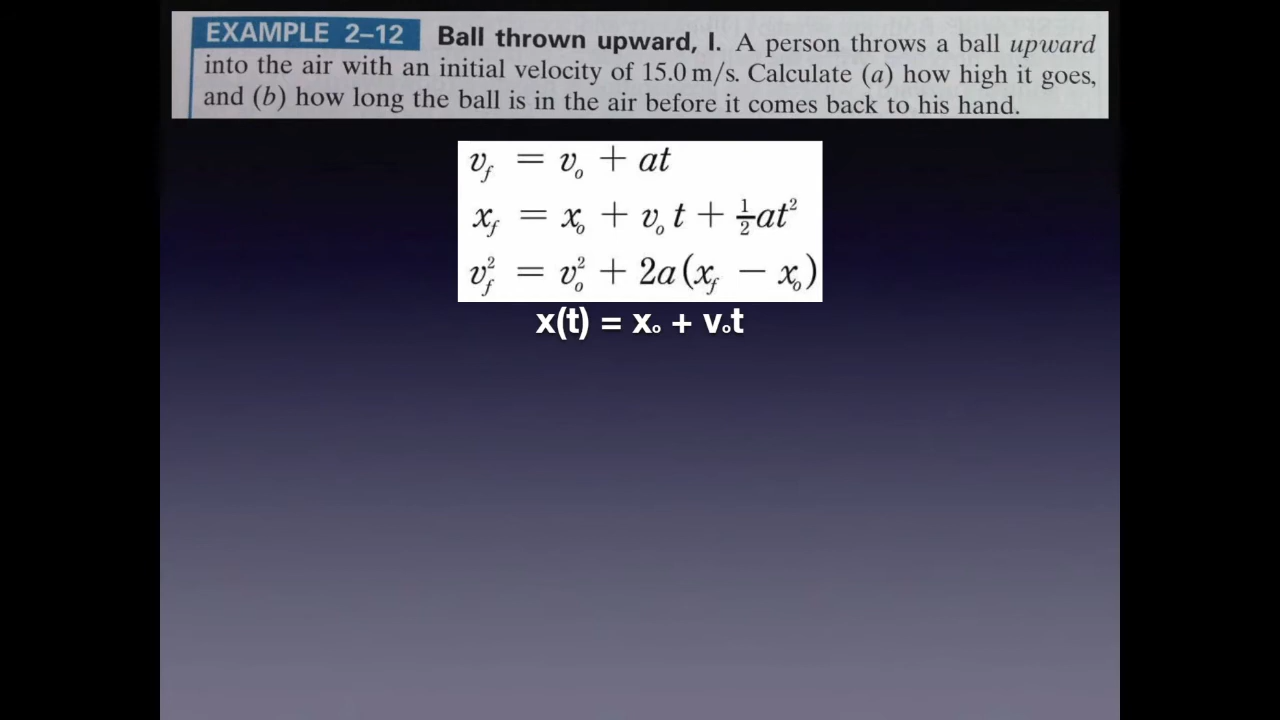 EXAMPLE 2–12 Ball thrown upward, I. A person throws a ball upward
into the air with an initial velocity of 15.0 m/s. Calculate (a) how high it goes,
and (b) how long the ball is in the air before it comes back to his hand.
v_f = v_o + at
x_f = x_o + v_o t + ½at²
v_f² = v_o² + 2a(x_f − x_o)
x(t) = x₀ + v₀t